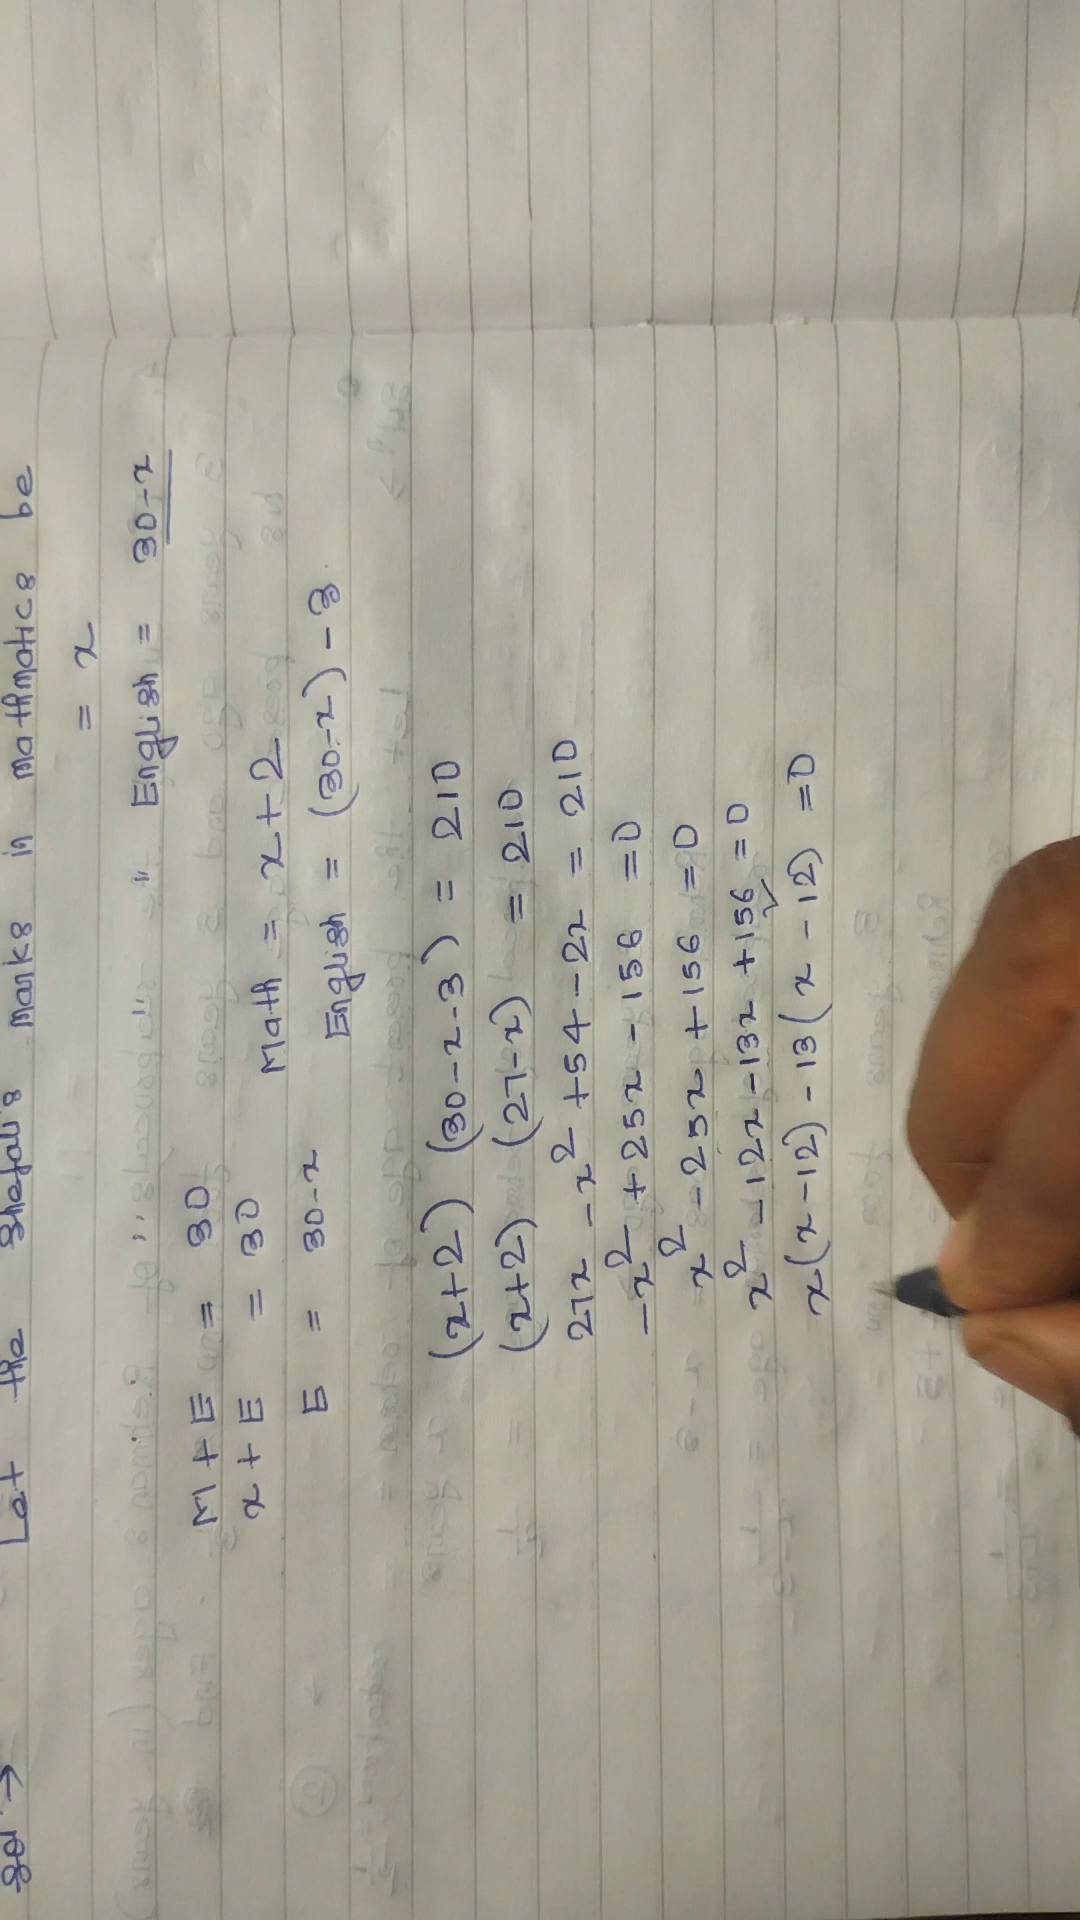 Sol → Let the Shefali's Marks in Mathmatics be
= x
" English = 30-x
M + E = 30
x + E = 30 Math = x+2
E = 30-x English = (30-x) - 3
(x+2) (30-x-3) = 210
(x+2) (27-x) = 210
27x - x² + 54 - 2x = 210
-x² + 25x - 156 = 0
x² - 25x + 156 = 0
x² - 12x - 13x + 156 = 0
x(x-12) - 13(x-12) = 0